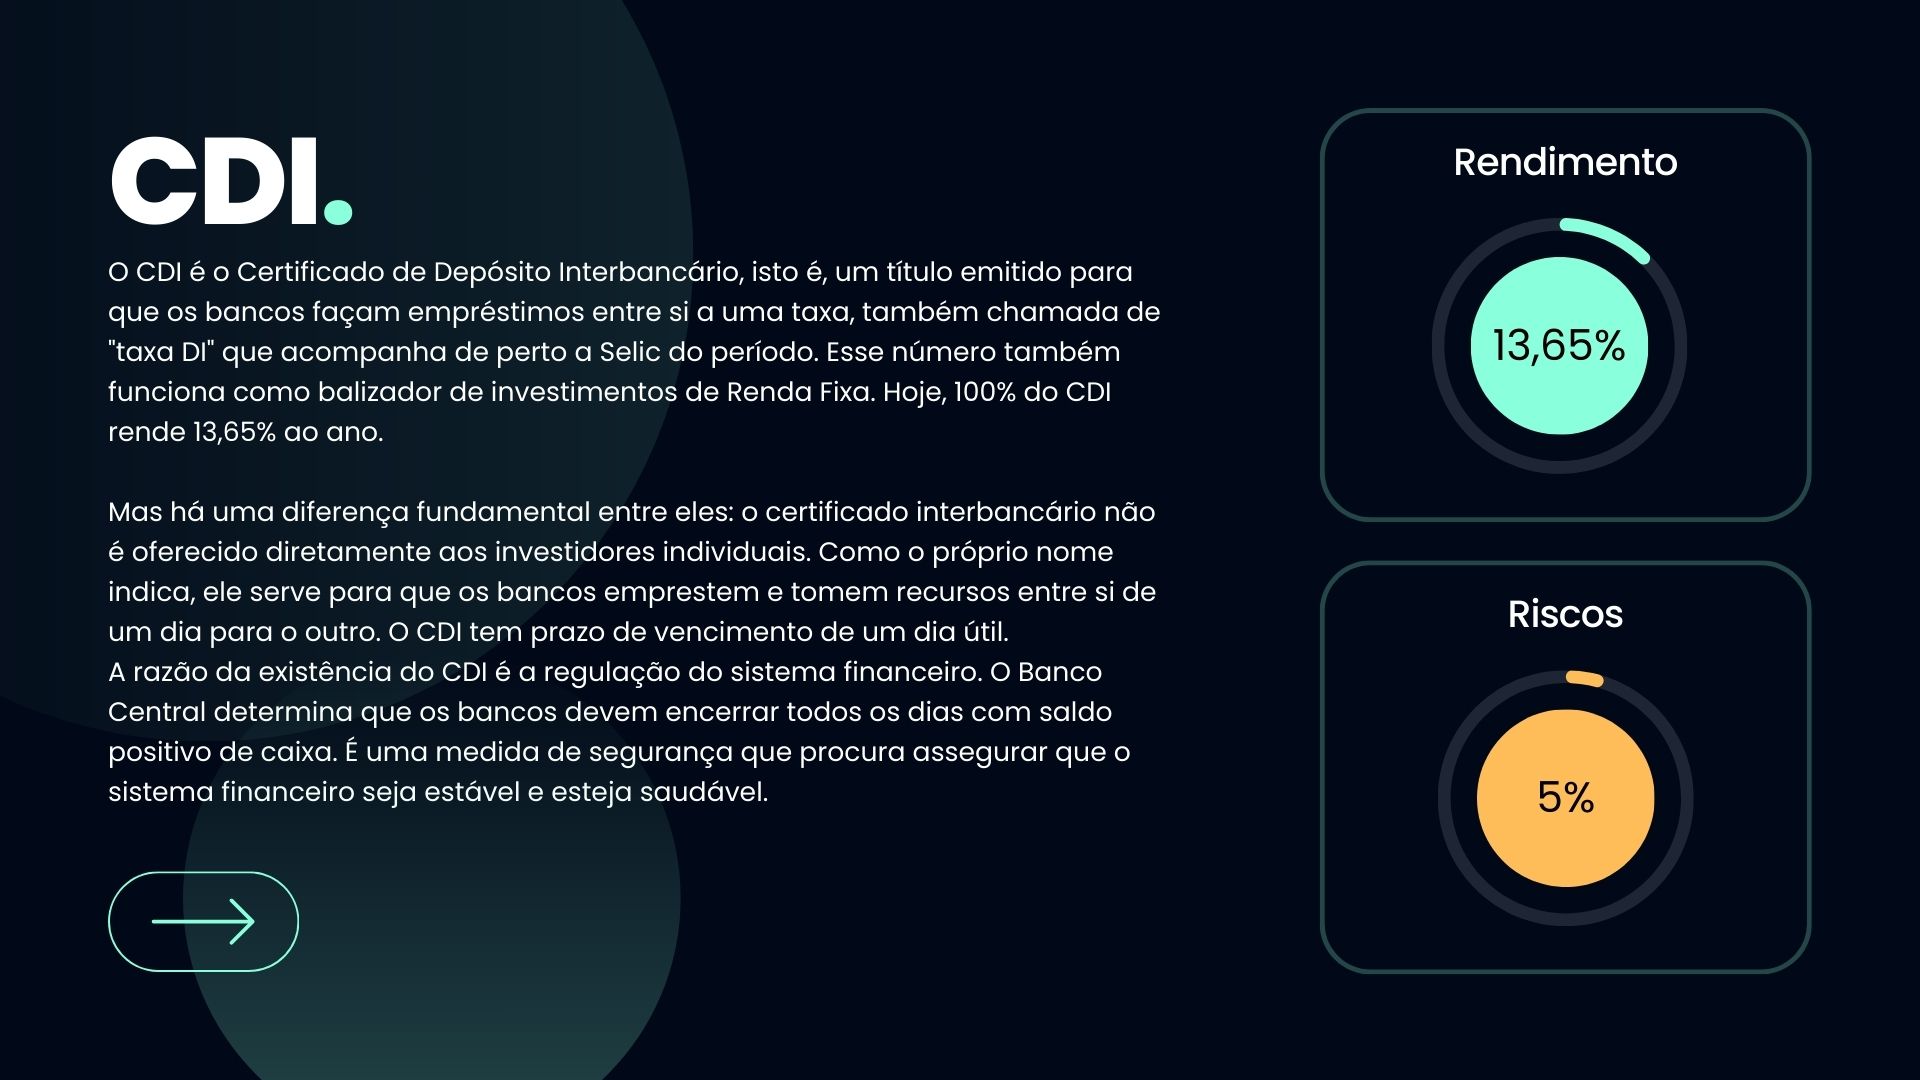 CDI.
O CDI é o Certificado de Depósito Interbancário, isto é, um título emitido para
que os bancos façam empréstimos entre si a uma taxa, também chamada de
"taxa DI" que acompanha de perto a Selic do período. Esse número também
funciona como balizador de investimentos de Renda Fixa. Hoje, 100% do CDI
rende 13,65% ao ano.
Mas há uma diferença fundamental entre eles: o certificado interbancário não
é oferecido diretamente aos investidores individuais. Como o próprio nome
indica, ele serve para que os bancos emprestem e tomem recursos entre si de
um dia para o outro. O CDI tem prazo de vencimento de um dia útil.
A razão da existência do CDI é a regulação do sistema financeiro. O Banco
Central determina que os bancos devem encerrar todos os dias com saldo
positivo de caixa. É uma medida de segurança que procura assegurar que o
sistema financeiro seja estável e esteja saudável.
Rendimento
13,65%
Riscos
5%